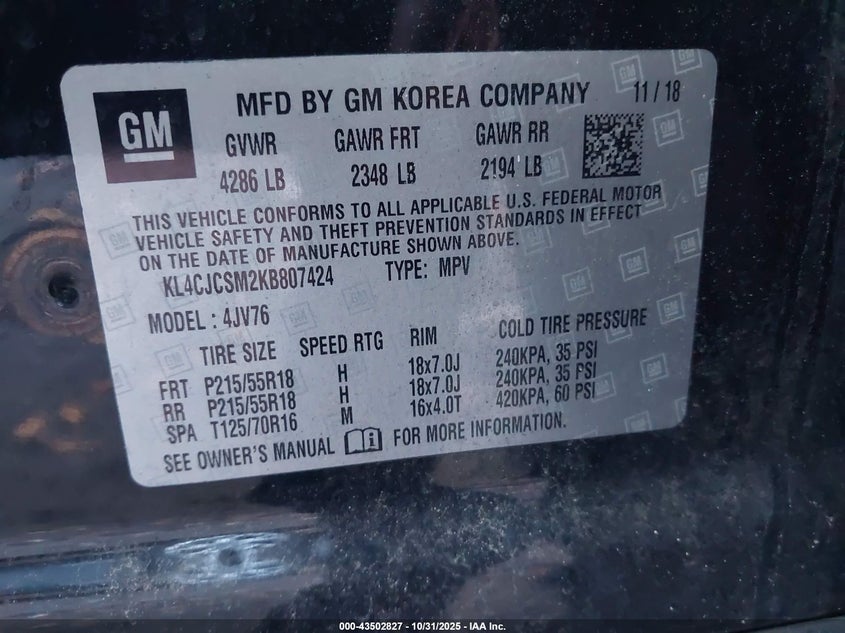 GM
MFD BY GM KOREA COMPANY 11 / 18
GVWR GAWR FRT GAWR RR
4286 LB 2348 LB 2194 LB
THIS VEHICLE CONFORMS TO ALL APPLICABLE U.S. FEDERAL MOTOR
VEHICLE SAFETY AND THEFT PREVENTION STANDARDS IN EFFECT
ON THE DATE OF MANUFACTURE SHOWN ABOVE.
KL4CJCSM2KB807424 TYPE: MPV
MODEL : 4JV76
TIRE SIZE SPEED RTG RIM COLD TIRE PRESSURE
FRT P215/55R18 H 18x7.0J 240KPA, 35 PSI
RR P215/55R18 H 18x7.0J 240KPA, 35 PSI
SPA T125/70R16 M 16x4.0T 420KPA, 60 PSI
SEE OWNER'S MANUAL FOR MORE INFORMATION.
000-43502827 - 10/31/2025 - IAA Inc.